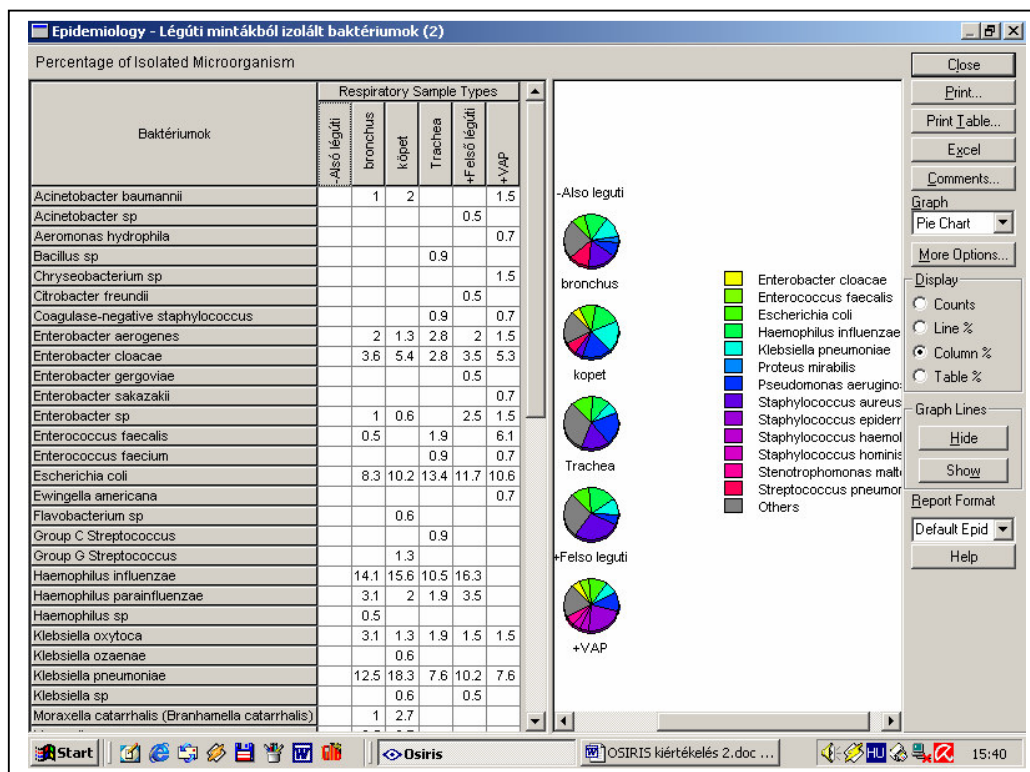 Epidemiology - Légúti mintákból izolált baktériumok (2)
Percentage of Isolated Microorganism
Respiratory Sample Types
Baktériumok
-Alsó légúti
bronchus
köpet
Trachea
+Felső légúti
+VAP
Acinetobacter baumannii 1 2 1.5
Acinetobacter sp 0.5
Aeromonas hydrophila 0.7
Bacillus sp 0.9
Chryseobacterium sp 1.5
Citrobacter freundii 0.5
Coagulase-negative staphylococcus 0.9 0.7
Enterobacter aerogenes 2 1.3 2.8 2 1.5
Enterobacter cloacae 3.6 5.4 2.8 3.5 5.3
Enterobacter gergoviae 0.5
Enterobacter sakazakii 0.7
Enterobacter sp 1 0.6 2.5 1.5
Enterococcus faecalis 0.5 1.9 6.1
Enterococcus faecium 0.9 0.7
Escherichia coli 8.3 10.2 13.4 11.7 10.6
Ewingella americana 0.7
Flavobacterium sp 0.6
Group C Streptococcus 0.9
Group G Streptococcus 1.3
Haemophilus influenzae 14.1 15.6 10.5 16.3
Haemophilus parainfluenzae 3.1 2 1.9 3.5
Haemophilus sp 0.5
Klebsiella oxytoca 3.1 1.3 1.9 1.5 1.5
Klebsiella ozaenae 0.6
Klebsiella pneumoniae 12.5 18.3 7.6 10.2 7.6
Klebsiella sp 0.6 0.5
Moraxella catarrhalis (Branhamella catarrhalis) 1 2.7
-Also leguti
bronchus
kopet
Trachea
+Felso leguti
+VAP
Enterobacter cloacae
Enterococcus faecalis
Escherichia coli
Haemophilus influenzae
Klebsiella pneumoniae
Proteus mirabilis
Pseudomonas aerugino
Staphylococcus aureus
Staphylococcus epiderr
Staphylococcus haemol
Staphylococcus hominis
Stenotrophomonas malt
Streptococcus pneumor
Others
Close
Print...
Print Table...
Excel
Comments...
Graph
Pie Chart
More Options...
Display
Counts
Line %
Column %
Table %
Graph Lines
Hide
Show
Report Format
Default Epid
Help
Start
Osiris
OSIRIS kiértékelés 2.doc ...
HU
15:40